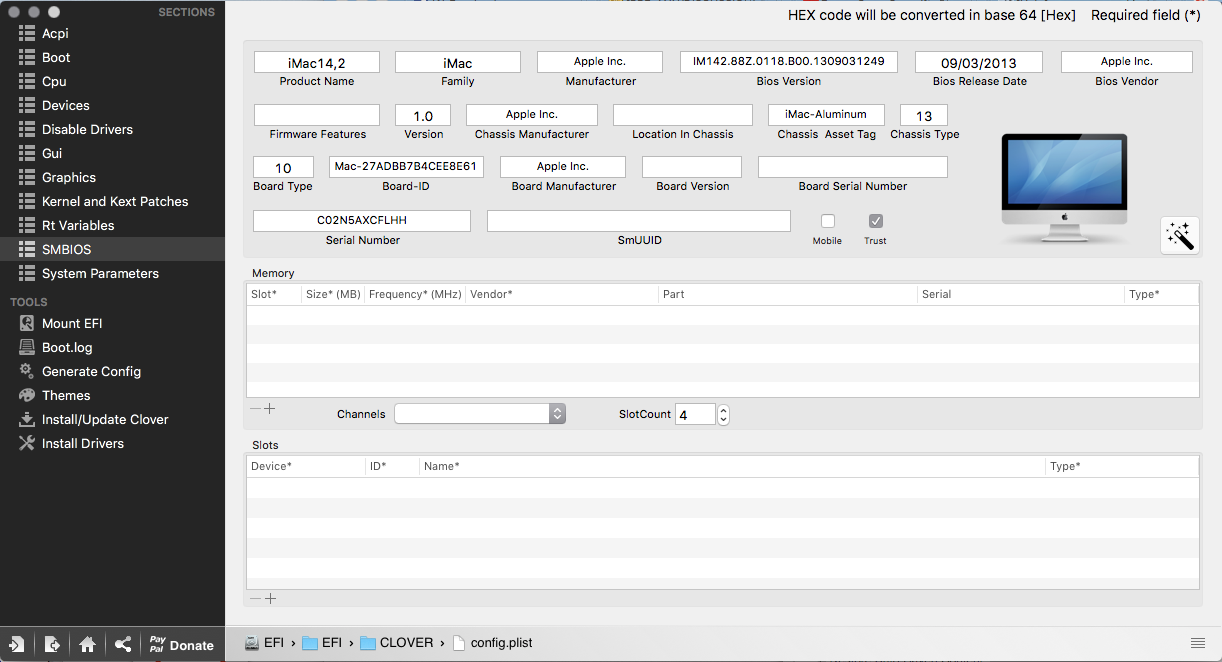 SECTIONS
Acpi
Boot
Cpu
Devices
Disable Drivers
Gui
Graphics
Kernel and Kext Patches
Rt Variables
SMBIOS
System Parameters
TOOLS
Mount EFI
Boot.log
Generate Config
Themes
Install/Update Clover
Install Drivers
Pay Pal Donate
HEX code will be converted in base 64 [Hex] Required field (*)
iMac14,2 iMac Apple Inc. IM142.88Z.0118.B00.1309031249 09/03/2013 Apple Inc.
Product Name Family Manufacturer Bios Version Bios Release Date Bios Vendor
1.0 Apple Inc. iMac-Aluminum 13
Firmware Features Version Chassis Manufacturer Location In Chassis Chassis Asset Tag Chassis Type
10 Mac-27ADBB7B4CEE8E61 Apple Inc.
Board Type Board-ID Board Manufacturer Board Version Board Serial Number
C02N5AXCFLHH
Serial Number SmUUID Mobile Trust
Memory
Slot* Size* (MB) Frequency* (MHz) Vendor* Part Serial Type*
Channels SlotCount 4
Slots
Device* ID* Name* Type*
EFI › EFI › CLOVER › config.plist